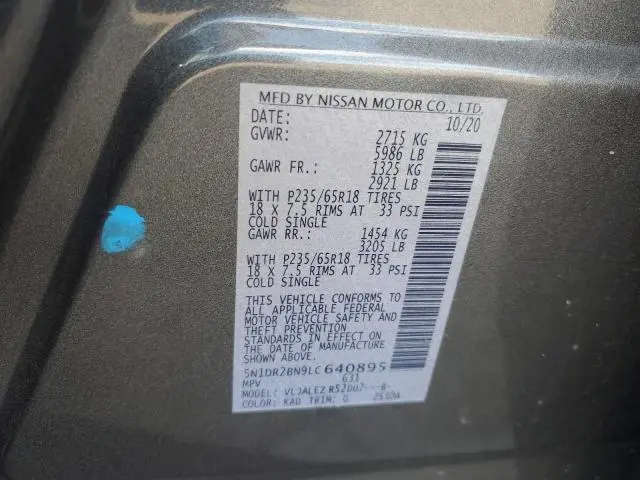 MFD BY NISSAN MOTOR CO., LTD.
DATE: 10/20
GVWR: 2715 KG
5986 LB
GAWR FR.: 1325 KG
2921 LB
WITH P235/65R18 TIRES
18 X 7.5 RIMS AT 33 PSI
COLD SINGLE
GAWR RR.: 1454 KG
3205 LB
WITH P235/65R18 TIRES
18 X 7.5 RIMS AT 33 PSI
COLD SINGLE
THIS VEHICLE CONFORMS TO
ALL APPLICABLE FEDERAL
MOTOR VEHICLE SAFETY AND
THEFT PREVENTION
STANDARDS IN EFFECT ON
SHOWN ABOVE.
5N1DR2BN9LC640895
MPV 631
MODEL:
COLOR: KAD TRIM: G